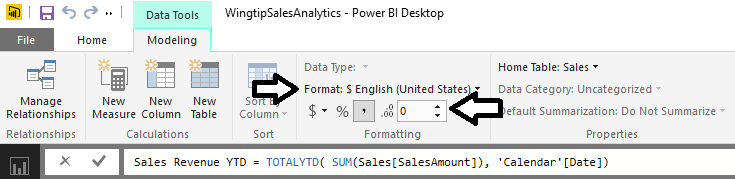 Data Tools
WingtipSalesAnalytics - Power BI Desktop
File
Home
Modeling
Manage
Relationships
Relationships
New
Measure
New
Column
New
Table
Calculations
Sort By
Column
Sort
Data Type:
Format: $ English (United States)
$ % , .00 0
Formatting
Home Table: Sales
Data Category: Uncategorized
Default Summarization: Do Not Summarize
Properties
Sales Revenue YTD = TOTALYTD( SUM(Sales[SalesAmount]), 'Calendar'[Date])